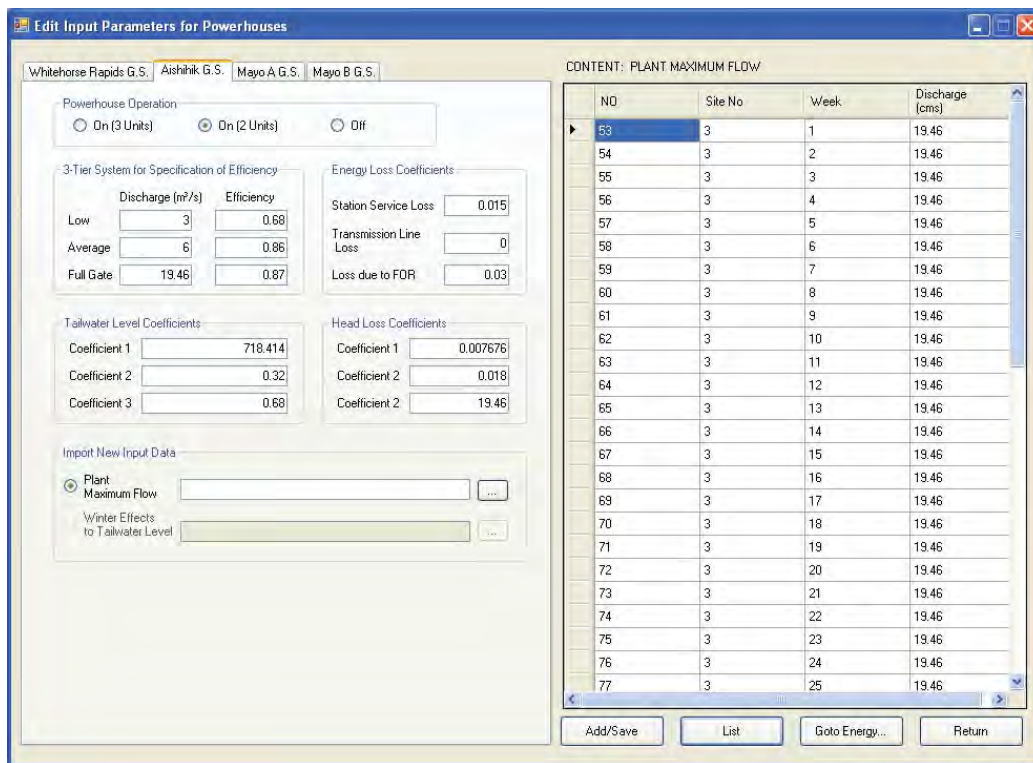 Edit Input Parameters for Powerhouses
Whitehorse Rapids G.S. Aishihik G.S. Mayo A G.S. Mayo B G.S.
Powerhouse Operation
On (3 Units) On (2 Units) Off
3-Tier System for Specification of Efficiency
Discharge (m³/s) Efficiency
Low 3 0.68
Average 6 0.86
Full Gate 19.46 0.87
Energy Loss Coefficients
Station Service Loss 0.015
Transmission Line
Loss 0
Loss due to FOR 0.03
Tailwater Level Coefficients
Coefficient 1 718.414
Coefficient 2 0.32
Coefficient 3 0.68
Head Loss Coefficients
Coefficient 1 0.007676
Coefficient 2 0.018
Coefficient 2 19.46
Import New Input Data
Plant
Maximum Flow ...
Winter Effects
to Tailwater Level ...
CONTENT: PLANT MAXIMUM FLOW
NO Site No Week Discharge
(cms)
53 3 1 19.46
54 3 2 19.46
55 3 3 19.46
56 3 4 19.46
57 3 5 19.46
58 3 6 19.46
59 3 7 19.46
60 3 8 19.46
61 3 9 19.46
62 3 10 19.46
63 3 11 19.46
64 3 12 19.46
65 3 13 19.46
66 3 14 19.46
67 3 15 19.46
68 3 16 19.46
69 3 17 19.46
70 3 18 19.46
71 3 19 19.46
72 3 20 19.46
73 3 21 19.46
74 3 22 19.46
75 3 23 19.46
76 3 24 19.46
77 3 25 19.46
Add/Save List Goto Energy... Return